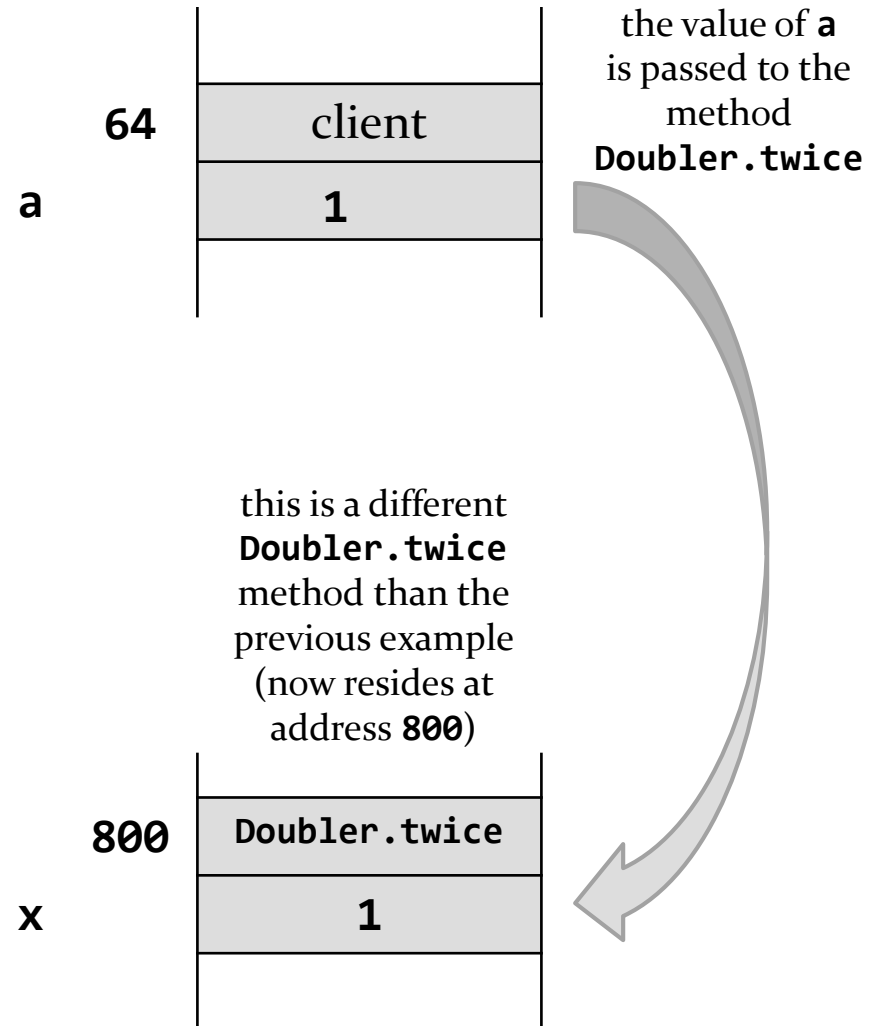 the value of a
is passed to the
method
Doubler.twice
64 client
a 1
this is a different
Doubler.twice
method than the
previous example
(now resides at
address 800)
800 Doubler.twice
x 1